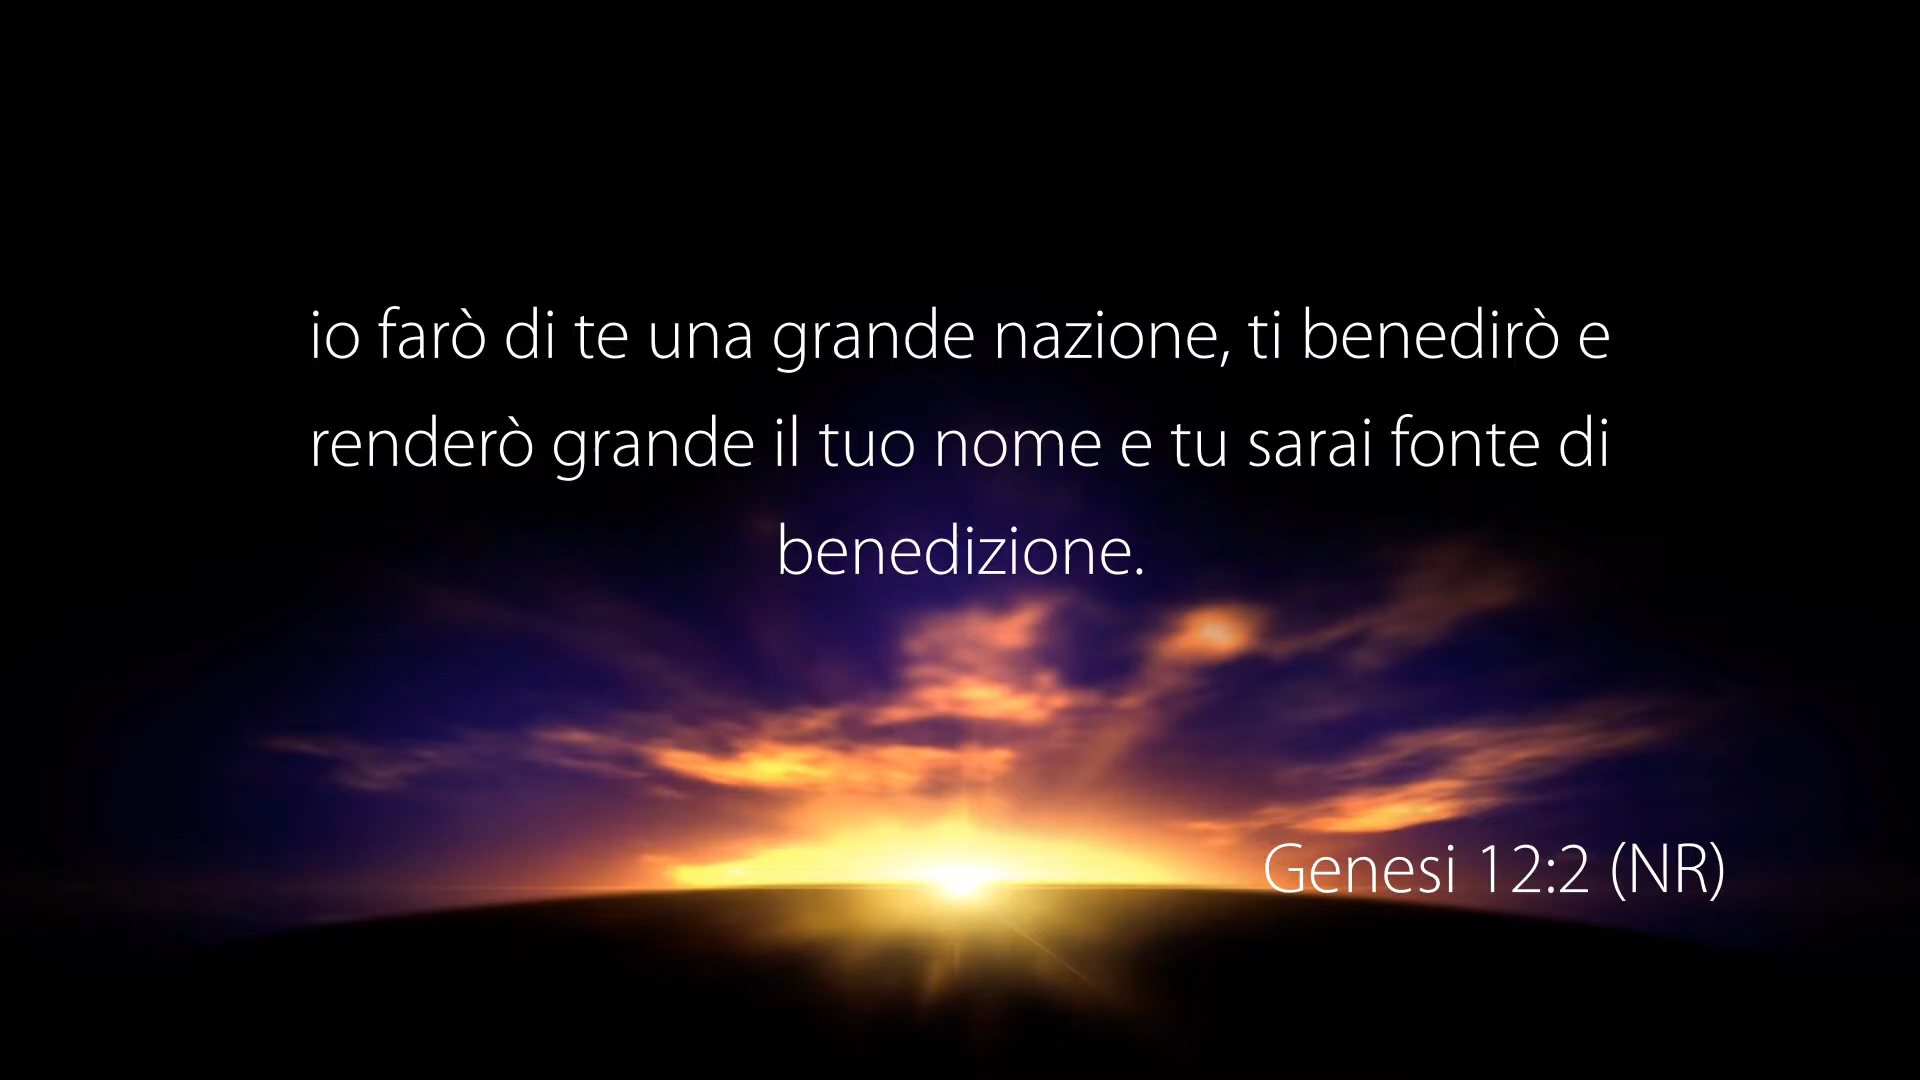 io farò di te una grande nazione, ti benedirò e
renderò grande il tuo nome e tu sarai fonte di
benedizione.
Genesi 12:2 (NR)